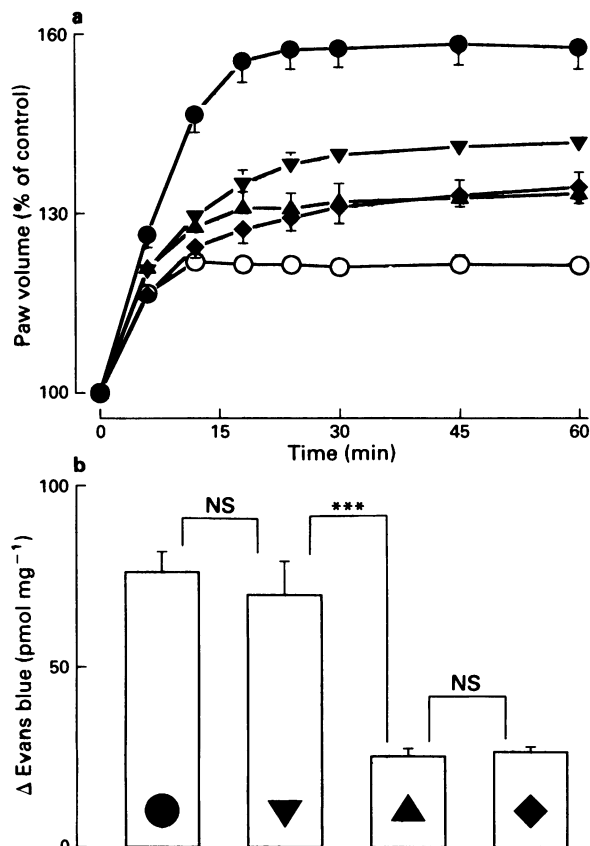 a
160
130
100
Paw volume (% of control)
0 15 30 45 60
Time (min)
b
100
50
0
Δ Evans blue (pmol mg⁻¹)
NS
***
NS